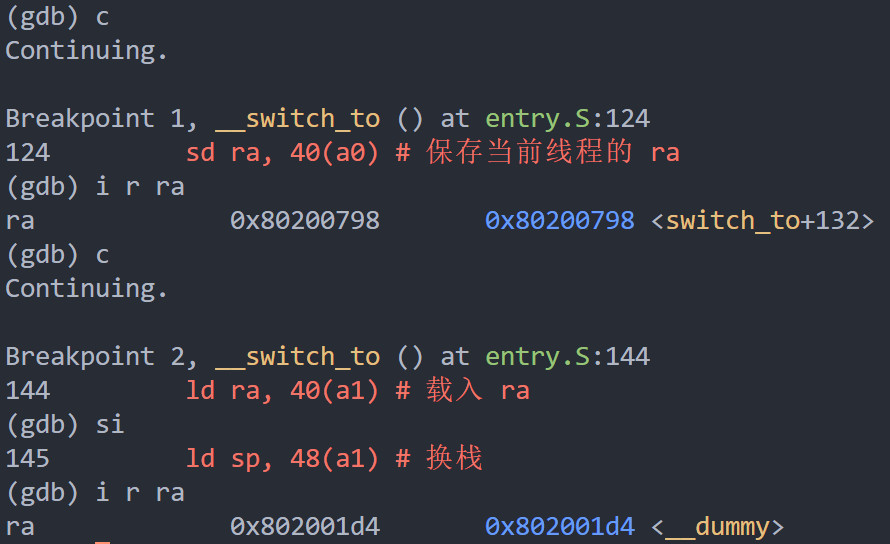 (gdb) c
Continuing.
Breakpoint 1, __switch_to () at entry.S:124
124 sd ra, 40(a0) # 保存当前线程的 ra
(gdb) i r ra
ra 0x80200798 0x80200798 <switch_to+132>
(gdb) c
Continuing.
Breakpoint 2, __switch_to () at entry.S:144
144 ld ra, 40(a1) # 载入 ra
(gdb) si
145 ld sp, 48(a1) # 换栈
(gdb) i r ra
ra 0x802001d4 0x802001d4 <__dummy>